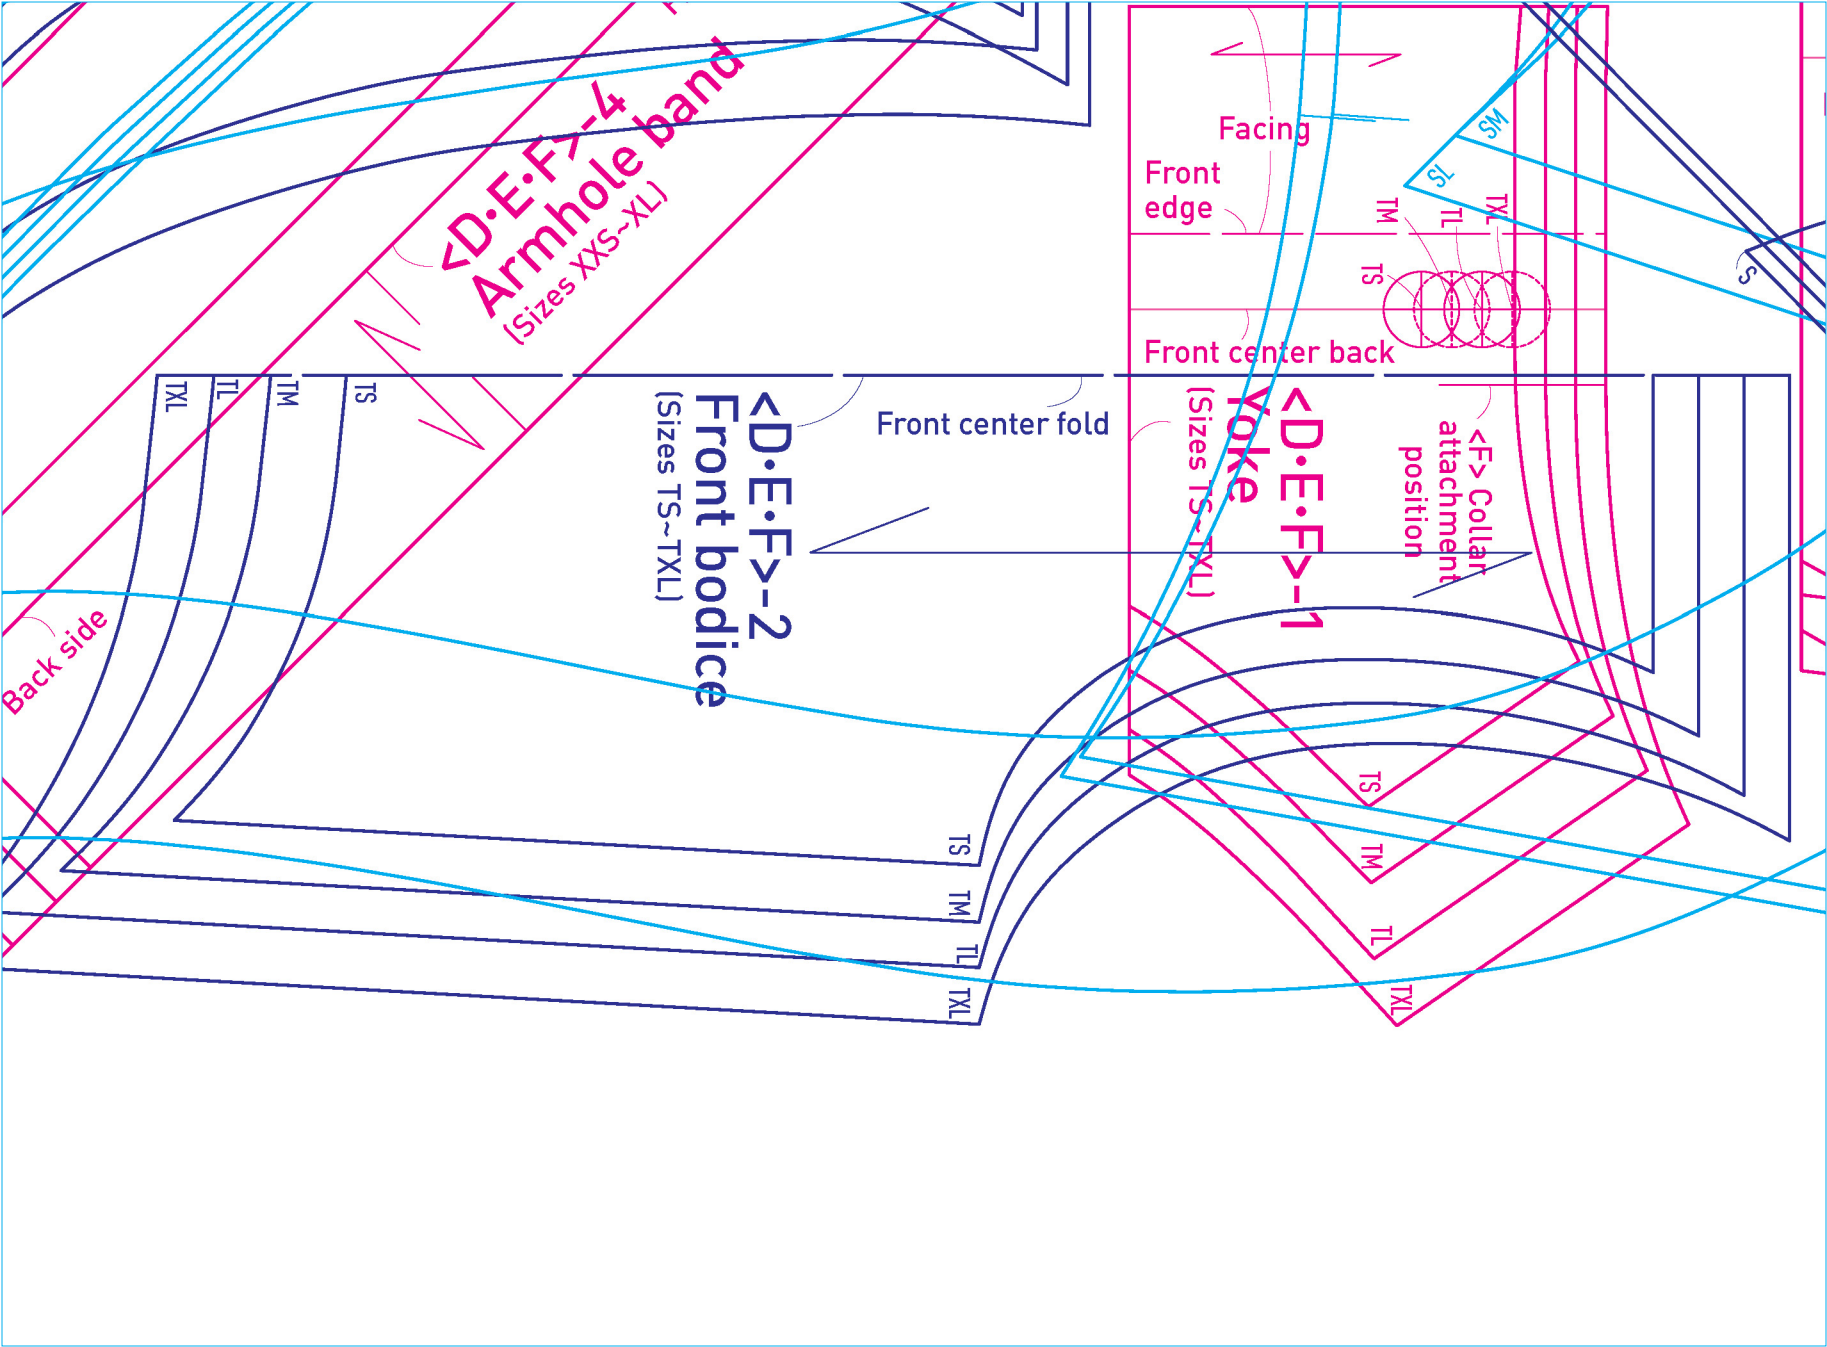 <D•E•F>-4
Armhole band
(Sizes XXS~XL)
Facing
Front
edge
SM
SL
TM
TL
TXL
TS
S
Front center back
TXL
TL
TM
TS
<D•E•F>-2
Front bodice
(Sizes TS~TXL)
Front center fold
<D•E•F>-1
Yoke
(Sizes TS~TXL)
<F> Collar
attachment
position
Back side
TS
TM
TL
TXL
TS
TM
TL
TXL